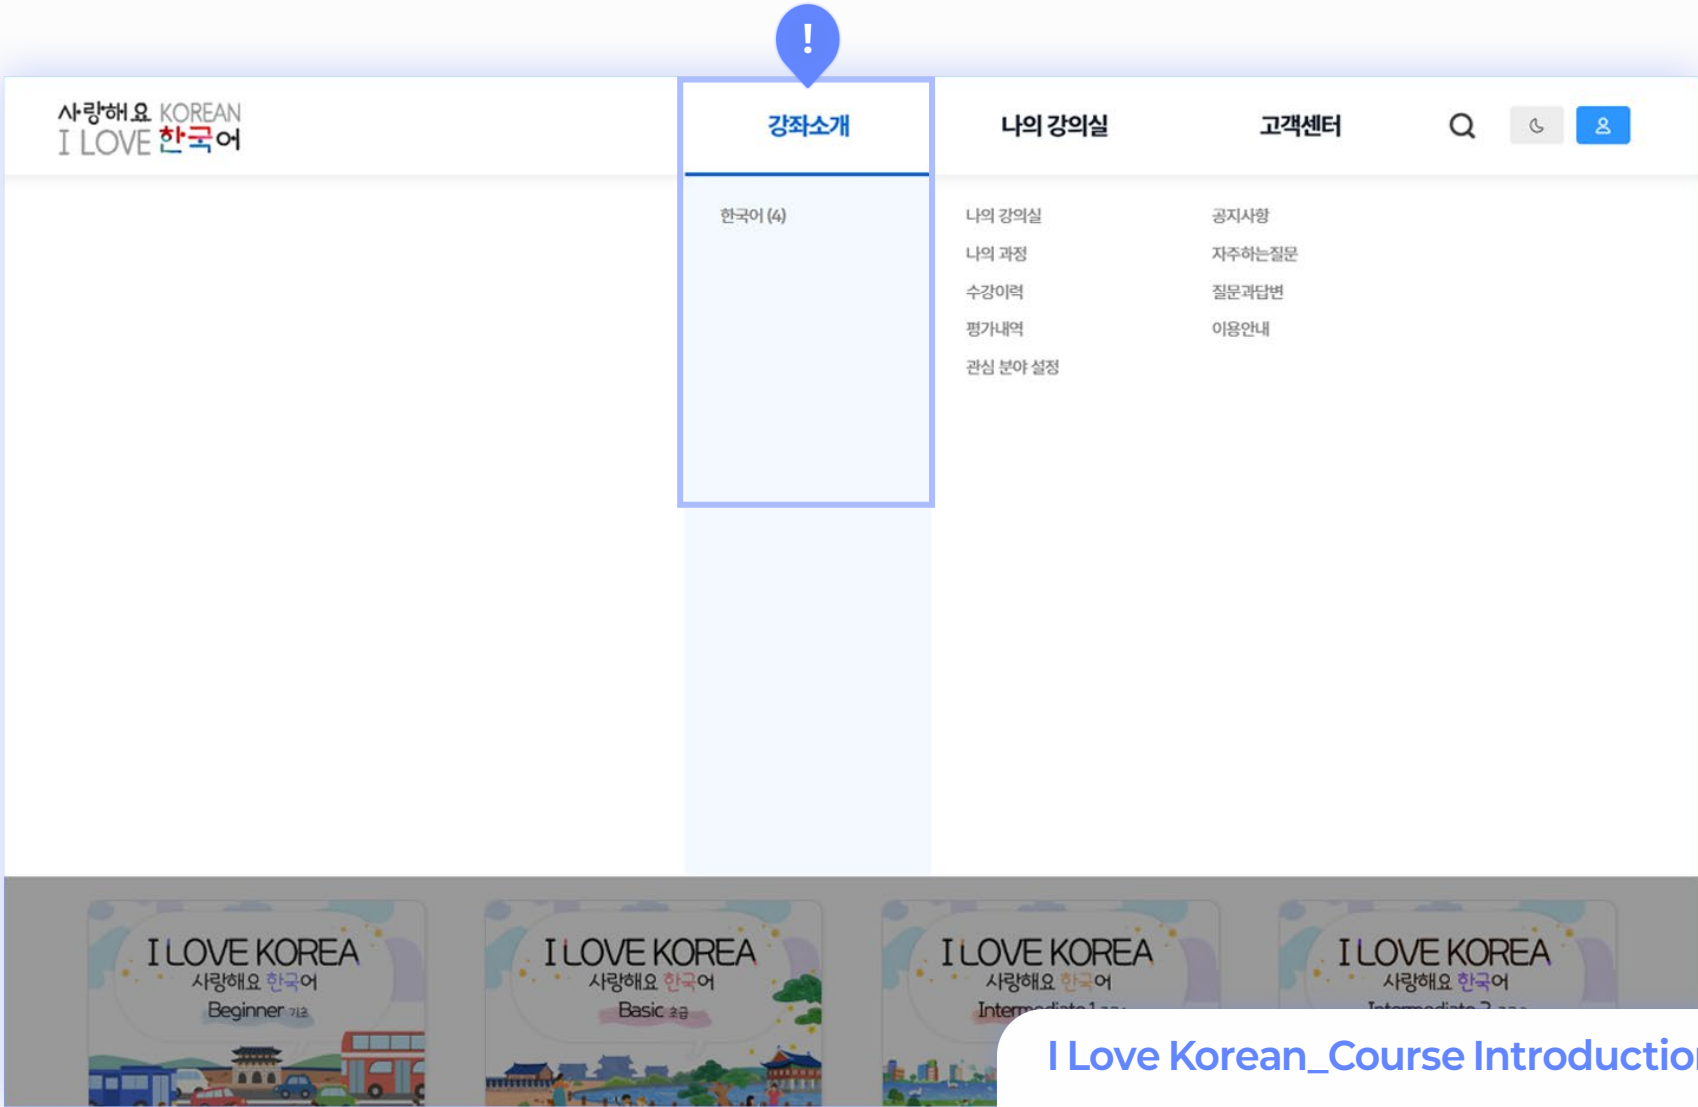 !
사랑해요 KOREAN
I LOVE 한국어
강좌소개
나의 강의실
고객센터
한국어 (4)
나의 강의실
나의 과정
수강이력
평가내역
관심 분야 설정
공지사항
자주하는질문
질문과답변
이용안내
I LOVE KOREA
사랑해요 한국어
Beginner 기초
I LOVE KOREA
사랑해요 한국어
Basic 초급
I LOVE KOREA
사랑해요 한국어
Intermediate 1
I LOVE KOREA
사랑해요 한국어
Intermediate 2
I Love Korean_Course Introduction